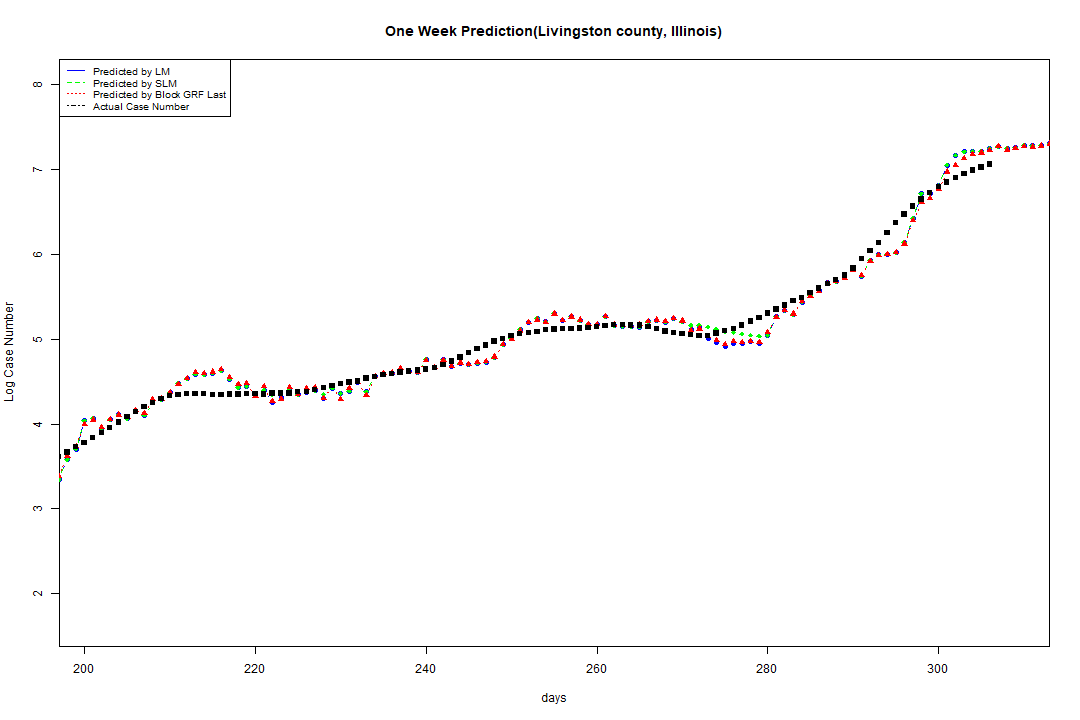 One Week Prediction(Livingston county, Illinois)
Predicted by LM
Predicted by SLM
Predicted by Block GRF Last
Actual Case Number
8
7
6
5
4
3
2
Log Case Number
200 220 240 260 280 300
days